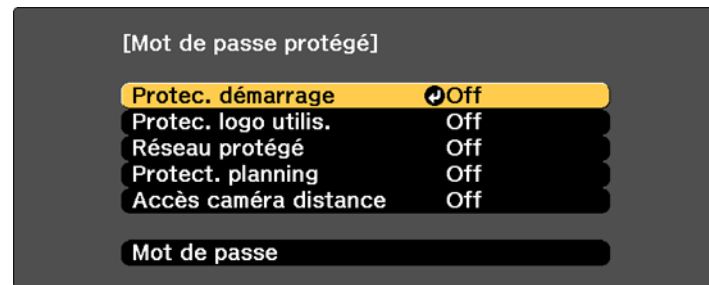 [Mot de passe protégé]
Protec. démarrage Off
Protec. logo utilis. Off
Réseau protégé Off
Protect. planning Off
Accès caméra distance Off
Mot de passe